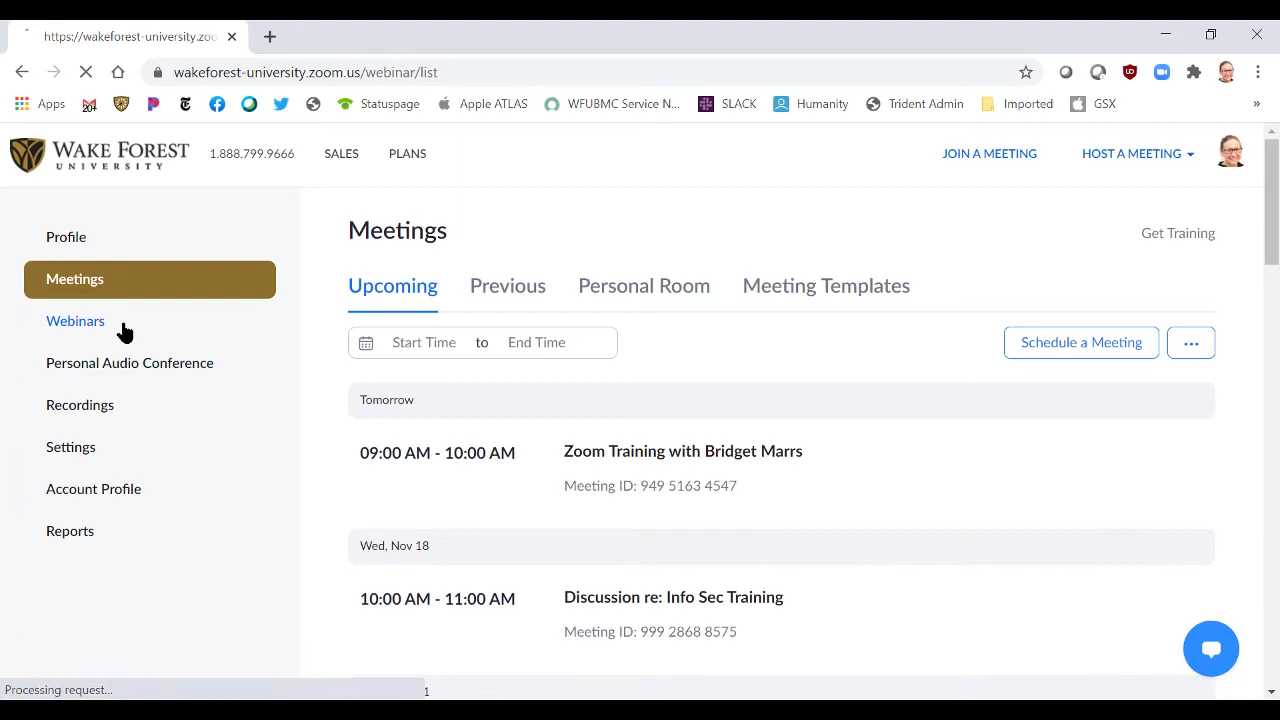 https://wakeforest-university.zoo
wakeforest-university.zoom.us/webinar/list
Apps
Statuspage
Apple ATLAS
WFUBMC Service N...
SLACK
Humanity
Trident Admin
Imported
GSX
»
WAKE FOREST
UNIVERSITY
1.888.799.9666
SALES
PLANS
JOIN A MEETING
HOST A MEETING
Profile
Meetings
Webinars
Personal Audio Conference
Recordings
Settings
Account Profile
Reports
Meetings
Get Training
Upcoming
Previous
Personal Room
Meeting Templates
Start Time to End Time
Schedule a Meeting
...
Tomorrow
09:00 AM - 10:00 AM
Zoom Training with Bridget Marrs
Meeting ID: 949 5163 4547
Wed, Nov 18
10:00 AM - 11:00 AM
Discussion re: Info Sec Training
Meeting ID: 999 2868 8575
Processing request...